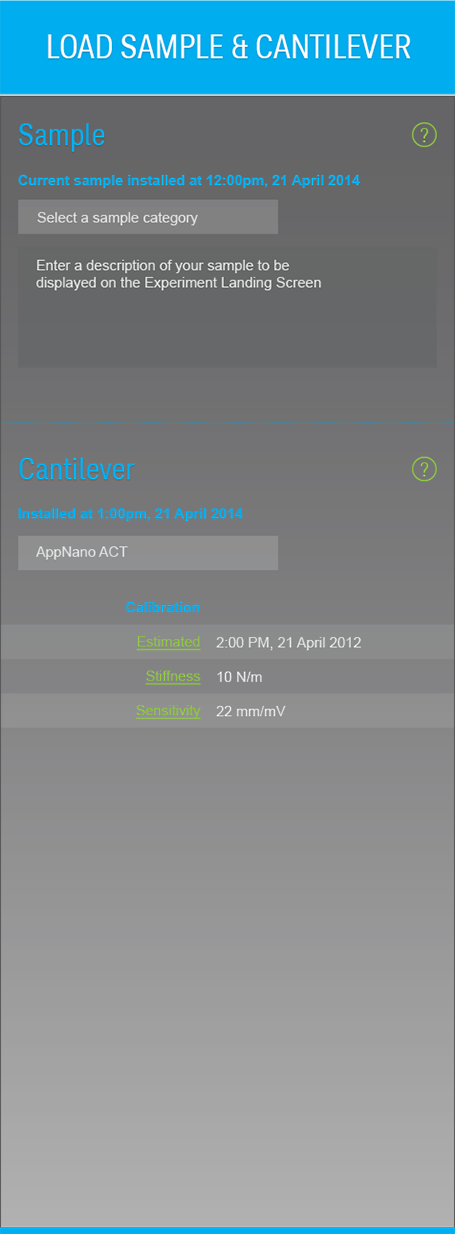 LOAD SAMPLE & CANTILEVER
Sample
?
Current sample installed at 12:00pm, 21 April 2014
Select a sample category
Enter a description of your sample to be
displayed on the Experiment Landing Screen
Cantilever
?
Installed at 1:00pm, 21 April 2014
AppNano ACT
Calibration
Estimated 2:00 PM, 21 April 2012
Stiffness 10 N/m
Sensitivity 22 mm/mV